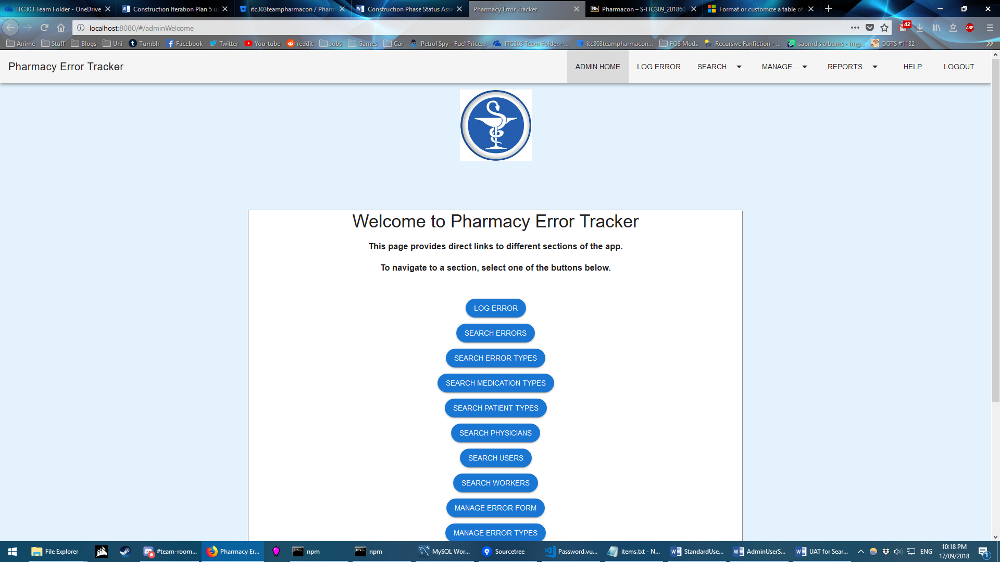 ITC303 Team Folder - OneDrive
Construction Iteration Plan 5 u
itc303teampharmacon / Pharm
Construction Phase Status Asse
Pharmacy Error Tracker
Bb Pharmacon – S-ITC309_201860_
Format or customize a table of
localhost:8080/#/adminWelcome
42
ABP
Anime
Stuff
Blogs
Uni
Tumblr
Facebook
Twitter
You-tube
reddit
Jobs
Games
Car
Petrol Spy - Fuel Price...
ITC303 Team Folder - ...
itc303teampharmacon...
FO3 Mods
Recursive Fanfiction - ...
saomd's albums - Img...
OOTS #1132
Pharmacy Error Tracker
ADMIN HOME
LOG ERROR
SEARCH...
MANAGE...
REPORTS...
HELP
LOGOUT
Welcome to Pharmacy Error Tracker
This page provides direct links to different sections of the app.
To navigate to a section, select one of the buttons below.
LOG ERROR
SEARCH ERRORS
SEARCH ERROR TYPES
SEARCH MEDICATION TYPES
SEARCH PATIENT TYPES
SEARCH PHYSICIANS
SEARCH USERS
SEARCH WORKERS
MANAGE ERROR FORM
MANAGE ERROR TYPES
File Explorer
#team-room...
Pharmacy Er...
npm
npm
MySQL Wor...
Sourcetree
Password.vu...
items.txt - N...
StandardUse...
AdminUserS...
UAT for Sear...
ENG
10:18 PM
17/09/2018
1